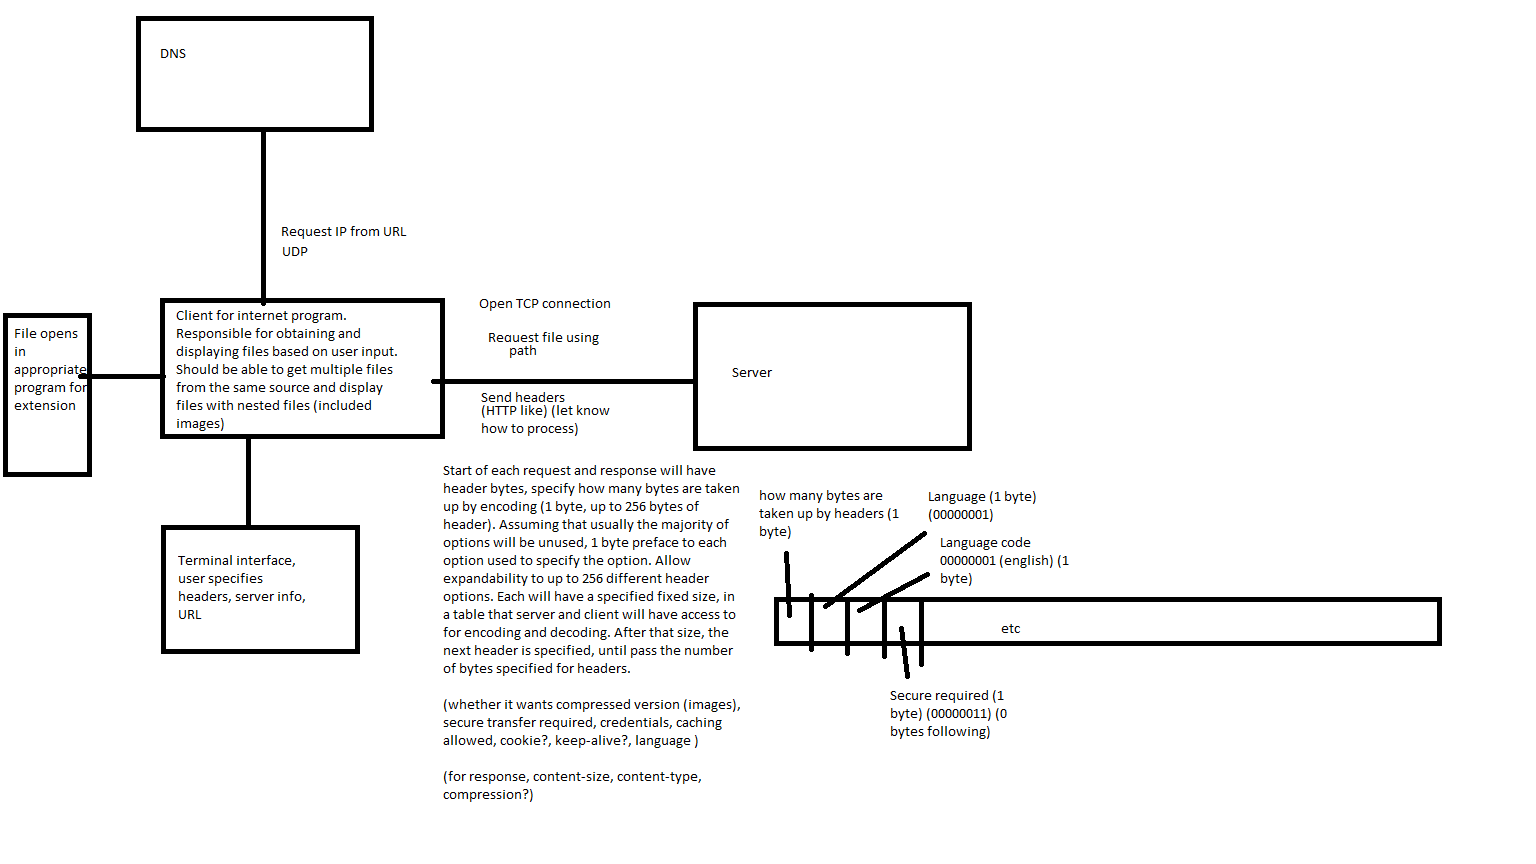 DNS
Request IP from URL
UDP
File opens
in
appropriate
program for
extension
Client for internet program.
Responsible for obtaining and
displaying files based on user input.
Should be able to get multiple files
from the same source and display
files with nested files (included
images)
Open TCP connection
Request file using
path
Send headers
(HTTP like) (let know
how to process)
Server
Terminal interface,
user specifies
headers, server info,
URL
Start of each request and response will have
header bytes, specify how many bytes are taken
up by encoding (1 byte, up to 256 bytes of
header). Assuming that usually the majority of
options will be unused, 1 byte preface to each
option used to specify the option. Allow
expandability to up to 256 different header
options. Each will have a specified fixed size, in
a table that server and client will have access to
for encoding and decoding. After that size, the
next header is specified, until pass the number
of bytes specified for headers.
(whether it wants compressed version (images),
secure transfer required, credentials, caching
allowed, cookie?, keep-alive?, language )
(for response, content-size, content-type,
compression?)
how many bytes are
taken up by headers (1
byte)
Language (1 byte)
(00000001)
Language code
00000001 (english) (1
byte)
etc
Secure required (1
byte) (00000011) (0
bytes following)